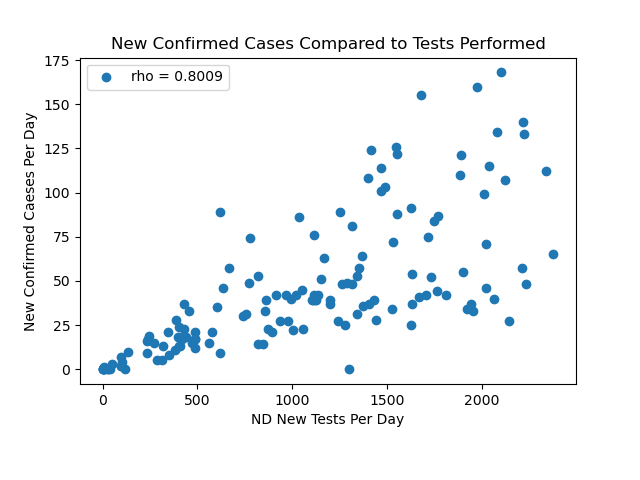 New Confirmed Cases Compared to Tests Performed
rho = 0.8009
175
150
125
100
75
50
25
0
New Confirmed Caeses Per Day
0 500 1000 1500 2000
ND New Tests Per Day